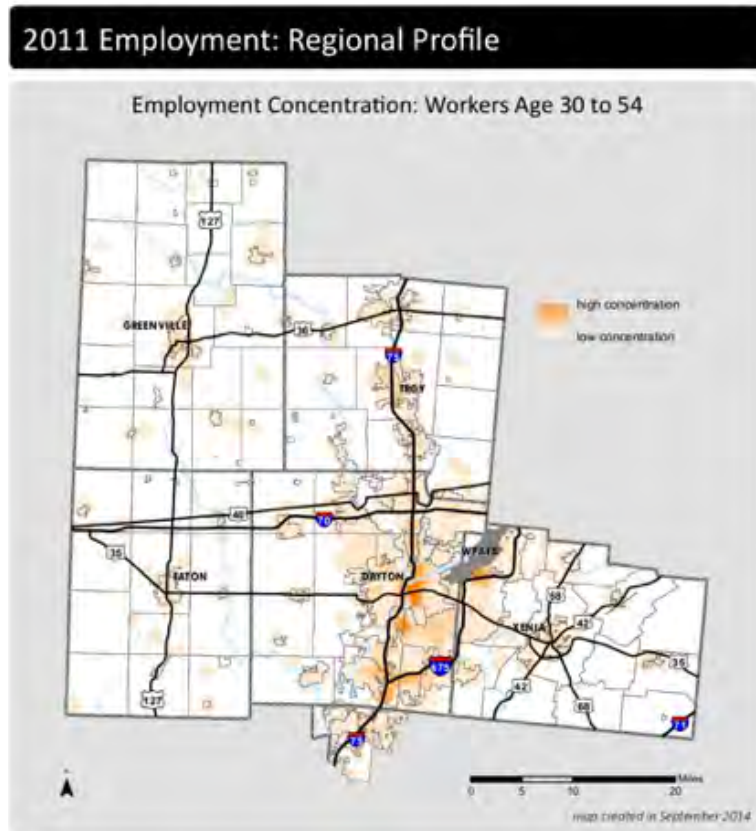 2011 Employment: Regional Profile
Employment Concentration: Workers Age 30 to 54
127
GREENVILLE
36
high concentration
low concentration
75
TROY
40
70
35
WPAFB
EATON
DAYTON
68
42
XENIA
675
35
42
68
127
71
75
Miles
0 5 10 20
map created in September 2014